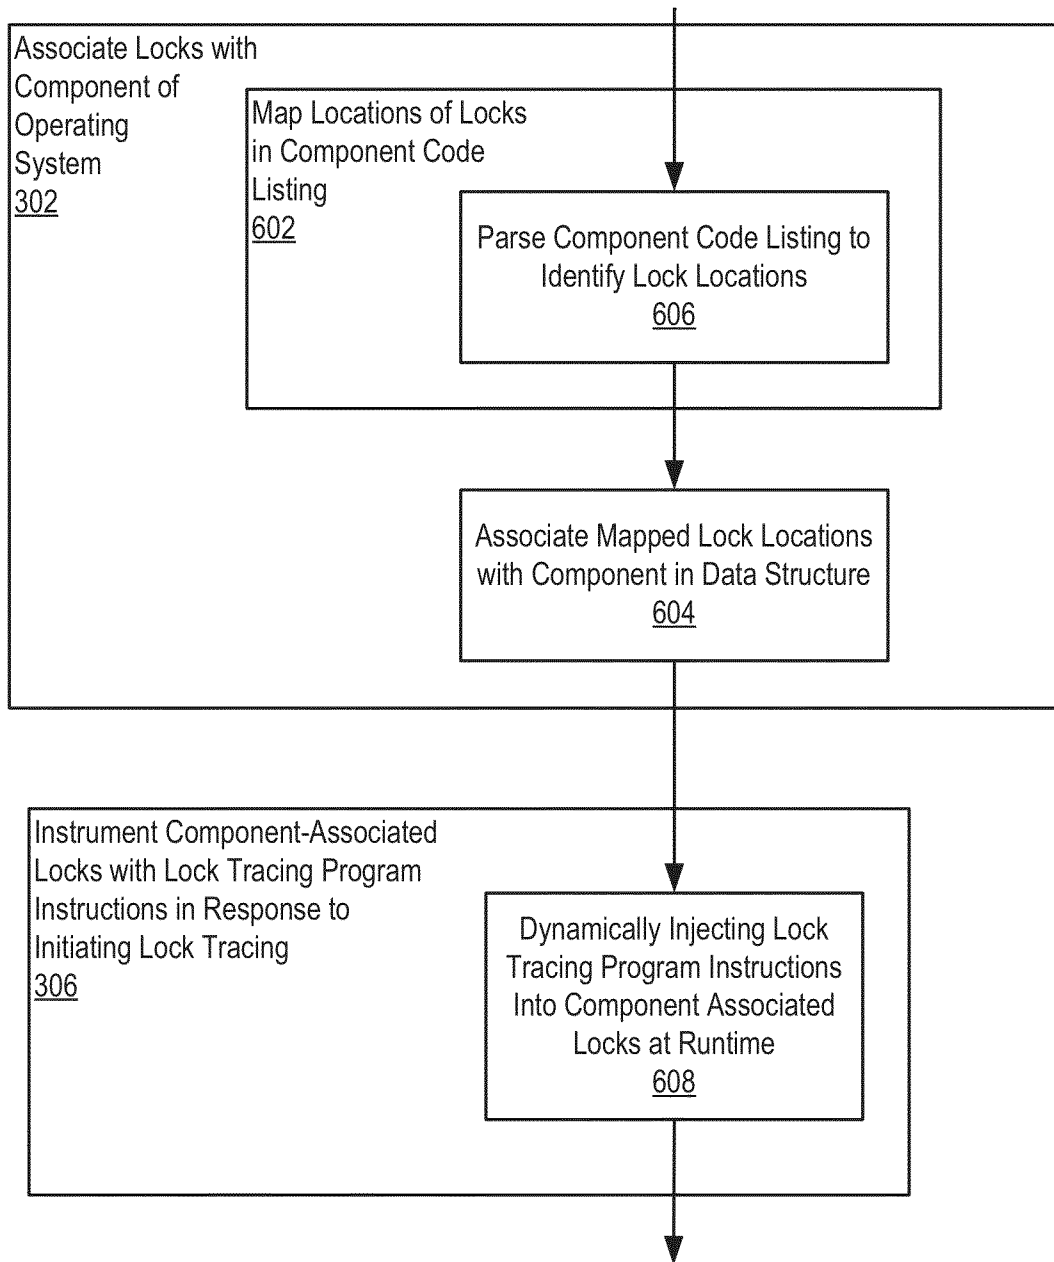 Associate Locks with
Component of
Operating
System
302
Map Locations of Locks
in Component Code
Listing
602
Parse Component Code Listing to
Identify Lock Locations
606
Associate Mapped Lock Locations
with Component in Data Structure
604
Instrument Component-Associated
Locks with Lock Tracing Program
Instructions in Response to
Initiating Lock Tracing
306
Dynamically Injecting Lock
Tracing Program Instructions
Into Component Associated
Locks at Runtime
608